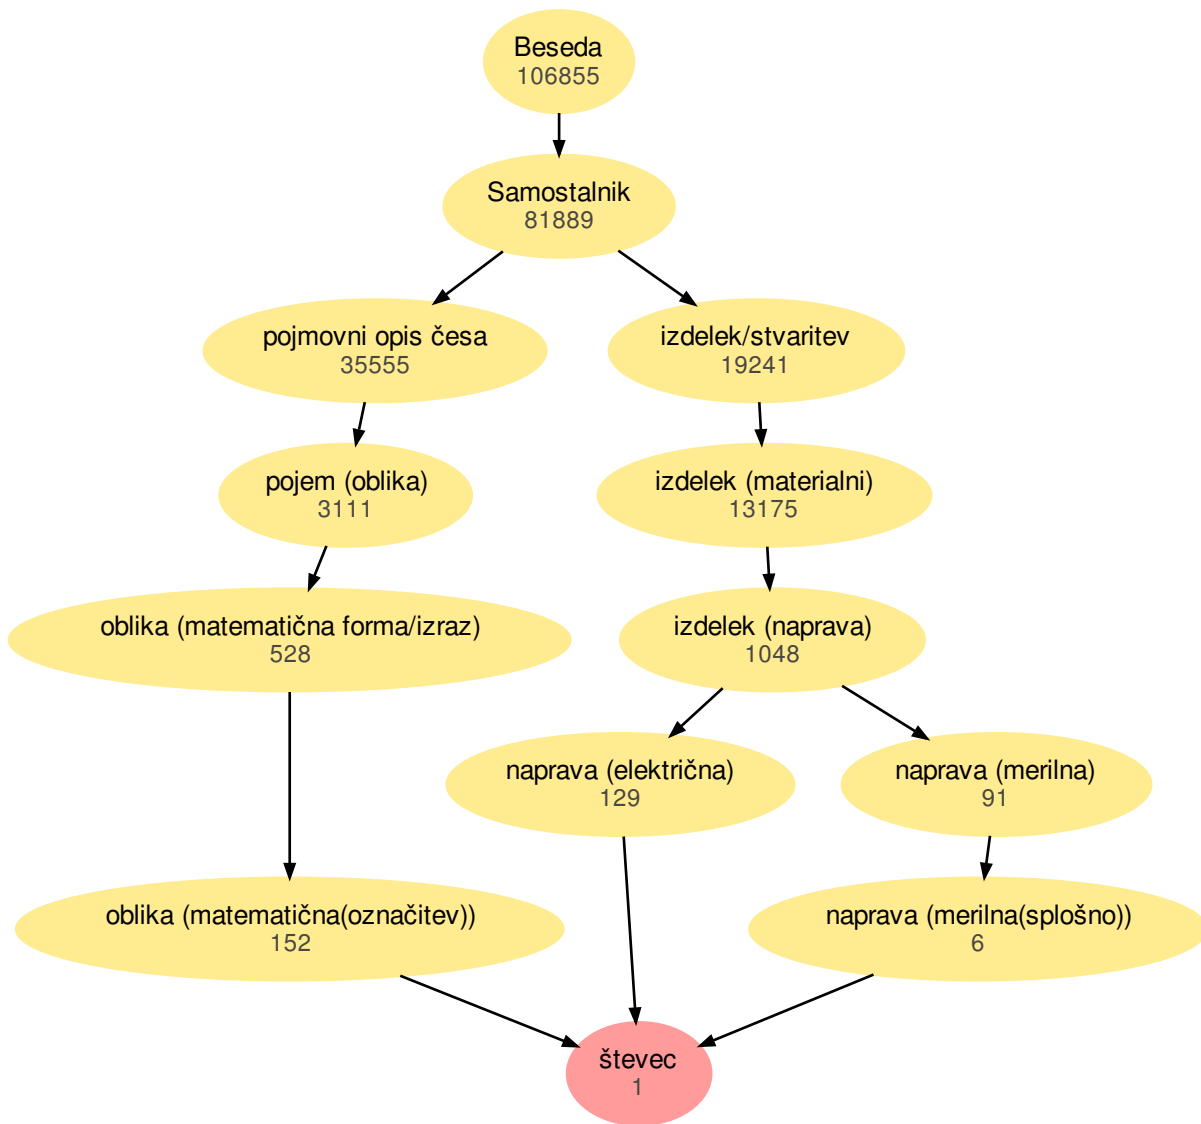 Beseda
106855
Samostalnik
81889
pojmovni opis česa
35555
izdelek/stvaritev
19241
pojem (oblika)
3111
izdelek (materialni)
13175
oblika (matematična forma/izraz)
528
izdelek (naprava)
1048
naprava (električna)
129
naprava (merilna)
91
oblika (matematična(označitev))
152
naprava (merilna(splošno))
6
števec
1